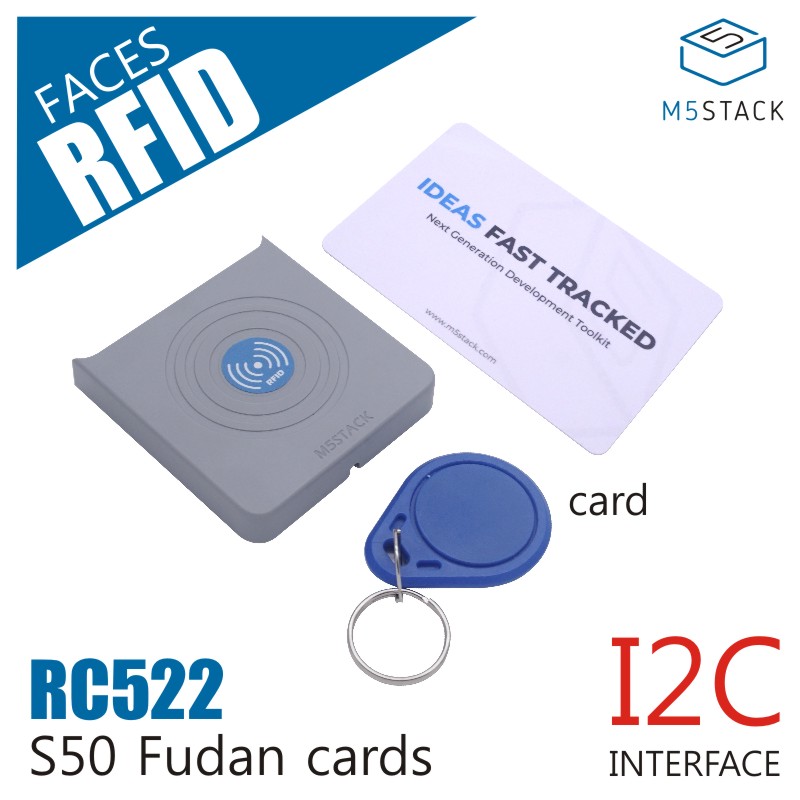 FACES
RFID
5
M5STACK
IDEAS FAST TRACKED
Next Generation Development Toolkit
www.m5stack.com
RFID
M5STACK
card
RC522
S50 Fudan cards
I2C
INTERFACE